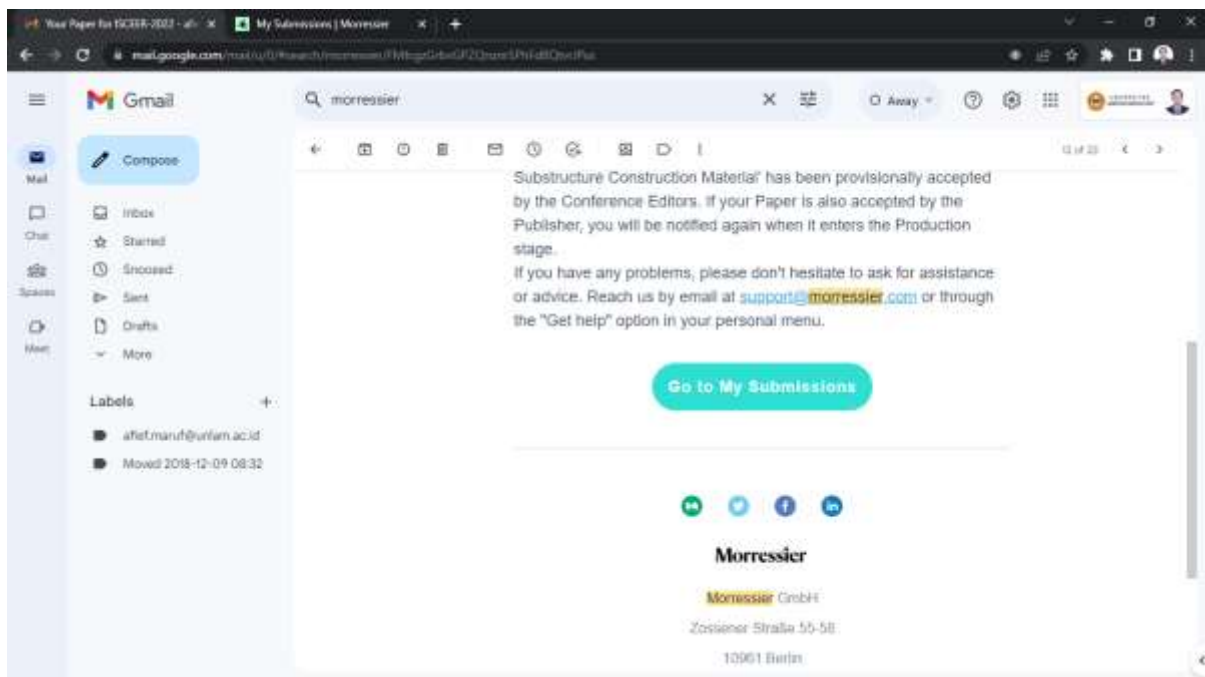 Your Paper for ISCEER-2022 - afi
My Submissions | Morressier
mail.google.com
Gmail
morressier
Away
Mail
Compose
12 of 23
Substructure Construction Material' has been provisionally accepted
by the Conference Editors. If your Paper is also accepted by the
Publisher, you will be notified again when it enters the Production
stage.
If you have any problems, please don't hesitate to ask for assistance
or advice. Reach us by email at support@morressier.com or through
the "Get help" option in your personal menu.
Chat
Spaces
Meet
Inbox
Starred
Snoozed
Sent
Drafts
More
Go to My Submissions
Labels
afief.maruf@unlam.ac.id
Moved 2018-12-09 08:32
Morressier
Morressier GmbH
Zossener Straße 55-58
10961 Berlin